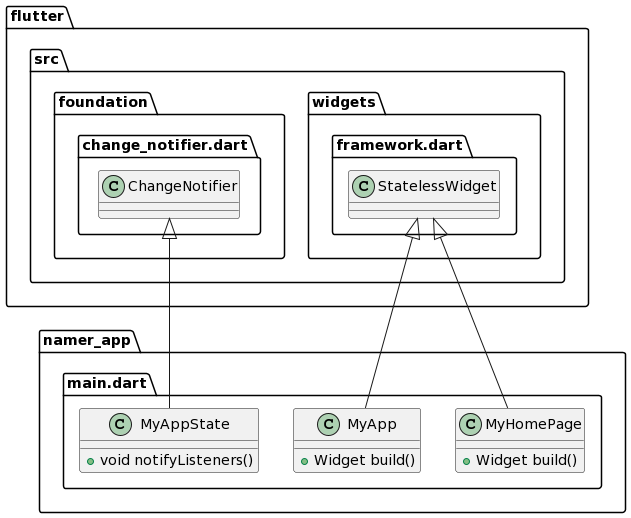 flutter
src
foundation
widgets
change_notifier.dart
framework.dart
C ChangeNotifier
C StatelessWidget
namer_app
main.dart
C MyAppState
C MyApp
C MyHomePage
void notifyListeners()
Widget build()
Widget build()